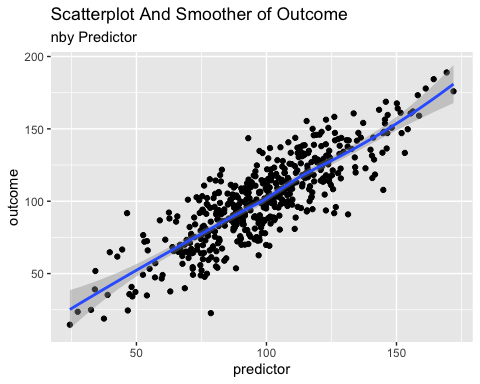 Scatterplot And Smoother of Outcome
nby Predictor
200
150
100
50
outcome
50
100
150
predictor